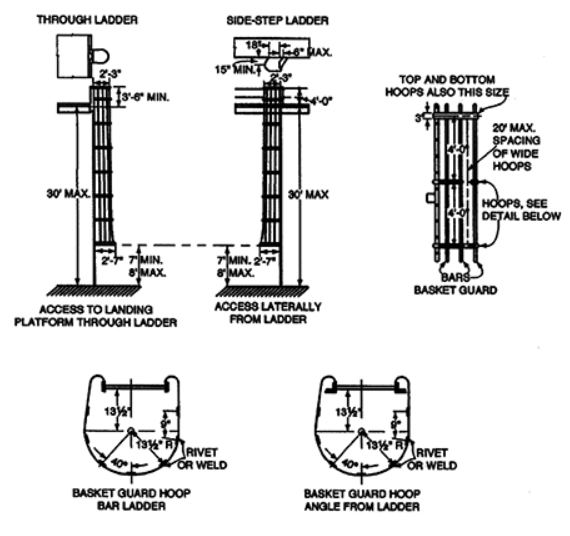 THROUGH LADDER
SIDE-STEP LADDER
18"
6" MAX.
15" MIN.
2'-3"
2'-3"
3'-6" MIN.
4'-0"
30' MAX.
30' MAX
2'-7"
7' MIN
8' MAX.
7' MIN
8' MAX.
2'-7"
ACCESS TO LANDING
PLATFORM THROUGH LADDER
ACCESS LATERALLY
FROM LADDER
TOP AND BOTTOM
HOOPS ALSO THIS SIZE
3"
20' MAX.
SPACING
OF WIDE
HOOPS
4'-0"
4'-0"
HOOPS, SEE
DETAIL BELOW
BARS
BASKET GUARD
13½"
9"
13½" R
40°
RIVET
OR WELD
BASKET GUARD HOOP
BAR LADDER
13½"
9"
13½" R
40°
RIVET
OR WELD
BASKET GUARD HOOP
ANGLE FROM LADDER